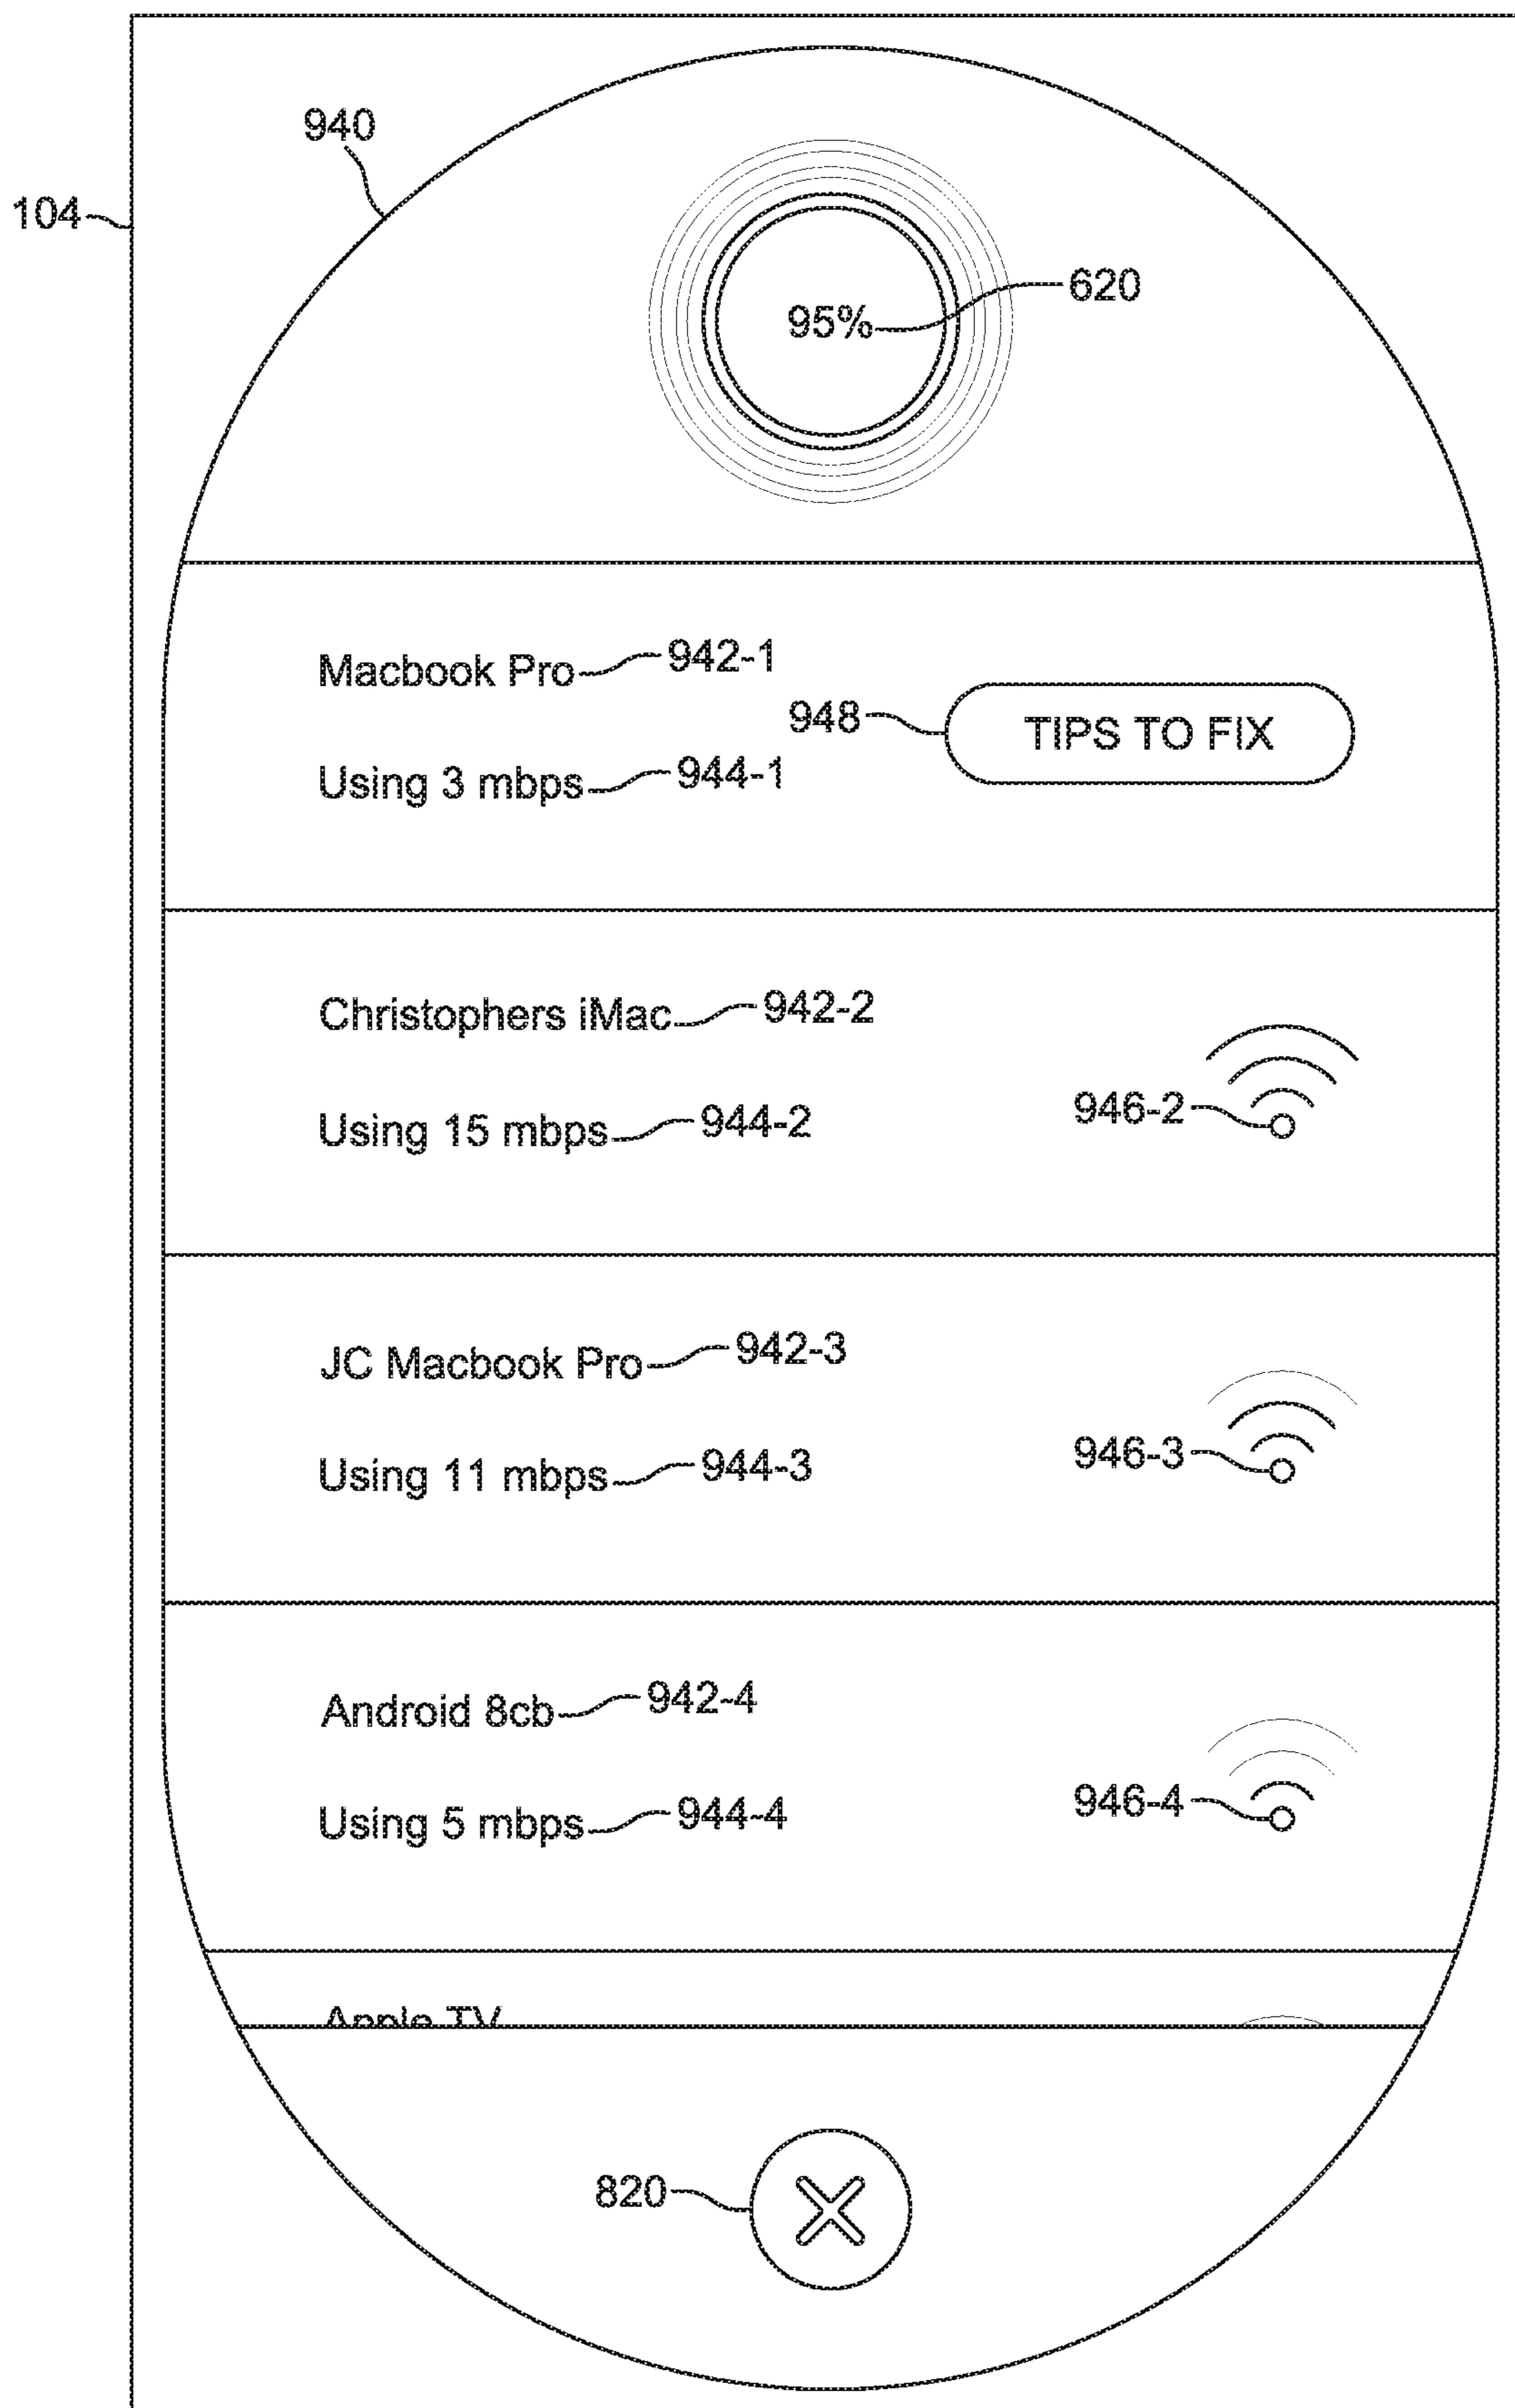 940
104
620
95%
Macbook Pro 942-1
948 TIPS TO FIX
Using 3 mbps 944-1
Christophers iMac 942-2
946-2
Using 15 mbps 944-2
JC Macbook Pro 942-3
946-3
Using 11 mbps 944-3
Android 8cb 942-4
946-4
Using 5 mbps 944-4
Apple TV
820